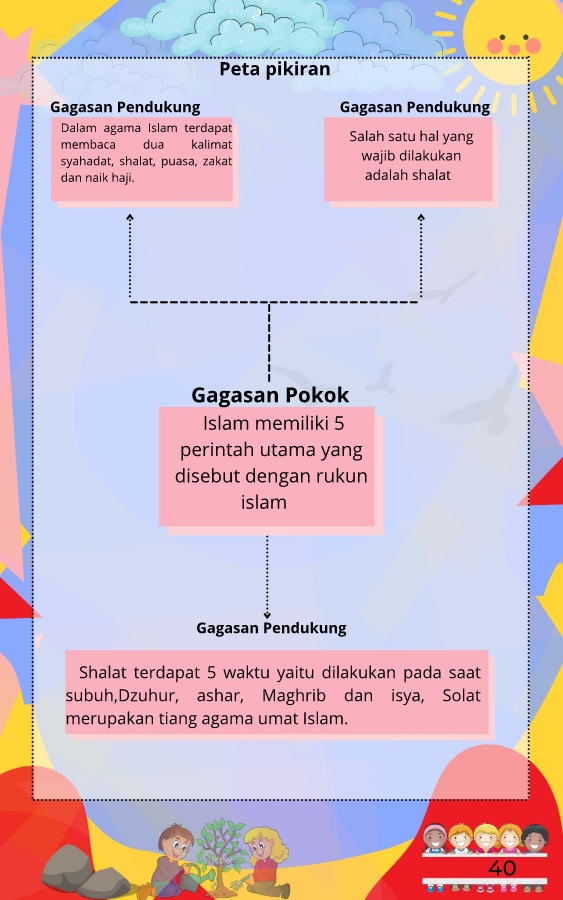 Peta pikiran
Gagasan Pendukung
Dalam agama Islam terdapat
membaca dua kalimat
syahadat, shalat, puasa, zakat
dan naik haji.
Gagasan Pendukung
Salah satu hal yang
wajib dilakukan
adalah shalat
Gagasan Pokok
Islam memiliki 5
perintah utama yang
disebut dengan rukun
islam
Gagasan Pendukung
Shalat terdapat 5 waktu yaitu dilakukan pada saat
subuh,Dzuhur, ashar, Maghrib dan isya, Solat
merupakan tiang agama umat Islam.
40